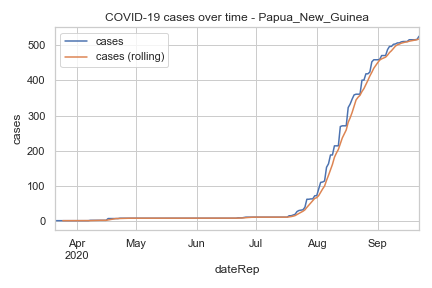 COVID-19 cases over time - Papua_New_Guinea
cases
cases (rolling)
500
400
300
200
100
0
cases
Apr May Jun Jul Aug Sep
2020
dateRep